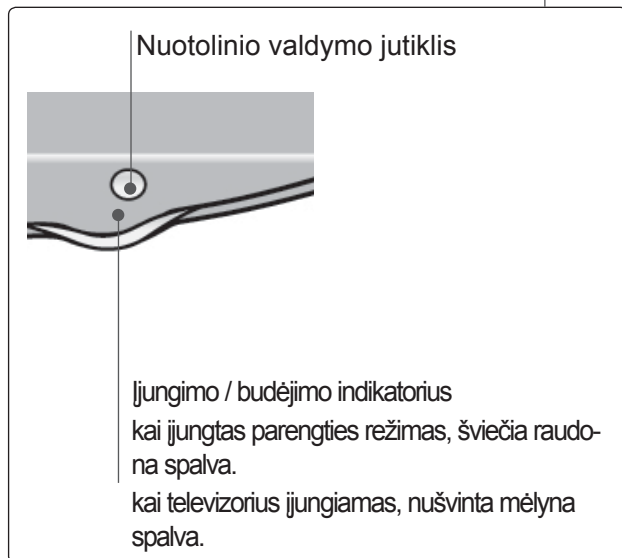 Nuotolinio valdymo jutiklis
Įjungimo / budėjimo indikatorius
kai įjungtas parengties režimas, šviečia raudo-
na spalva.
kai televizorius įjungiamas, nušvinta mėlyna
spalva.